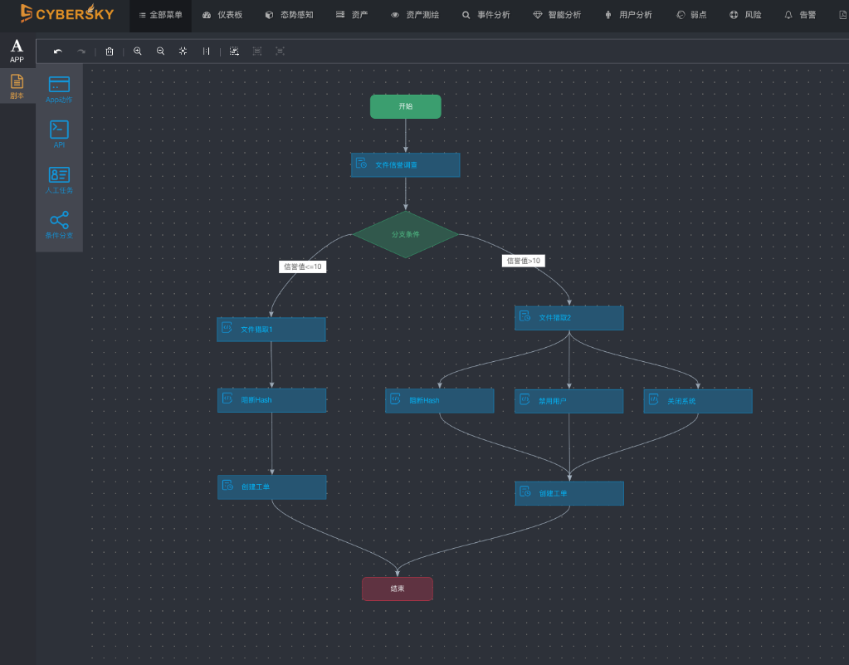 CYBERSKY
全部菜单
仪表板
态势感知
资产
资产测绘
事件分析
智能分析
用户分析
弱点
风险
告警
A
APP
剧本
App动作
API
人工任务
条件分支
开始
文件信誉调查
分支条件
信誉值<=10
信誉值>10
文件提取1
文件提取2
阻断Hash
阻断Hash
禁用用户
关闭系统
创建工单
创建工单
结束